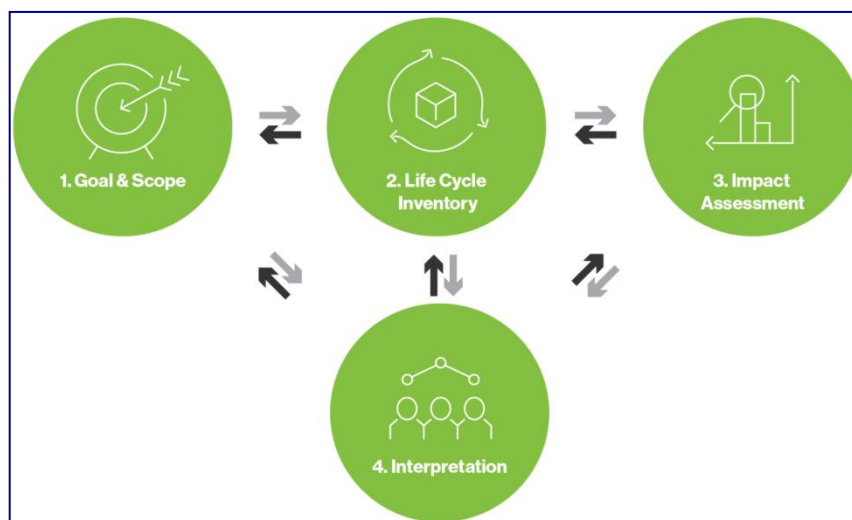 1. Goal & Scope
2. Life Cycle
Inventory
3. Impact
Assessment
4. Interpretation